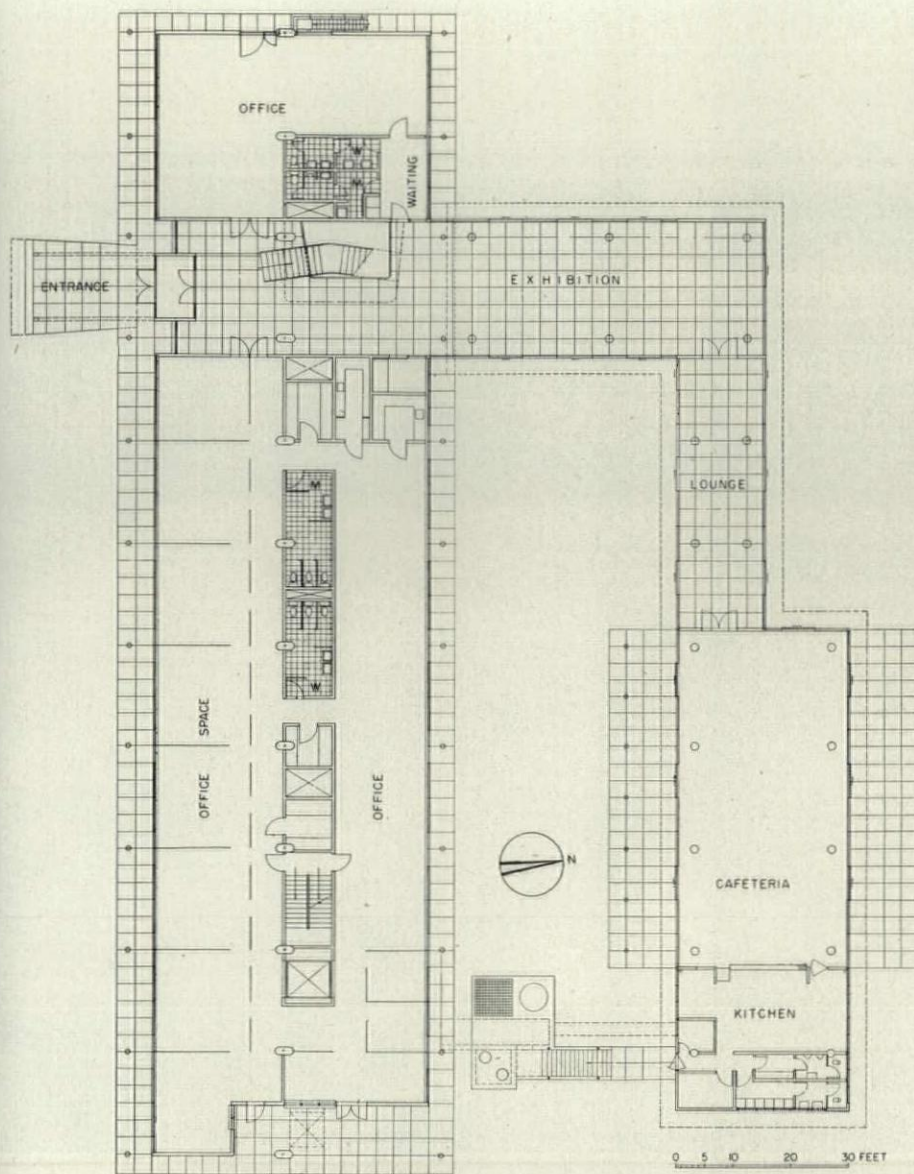 OFFICE
W
M
WAITING
ENTRANCE
EXHIBITION
LOUNGE
M
W
OFFICE SPACE
OFFICE
N
CAFETERIA
KITCHEN
0 5 10 20 30 FEET